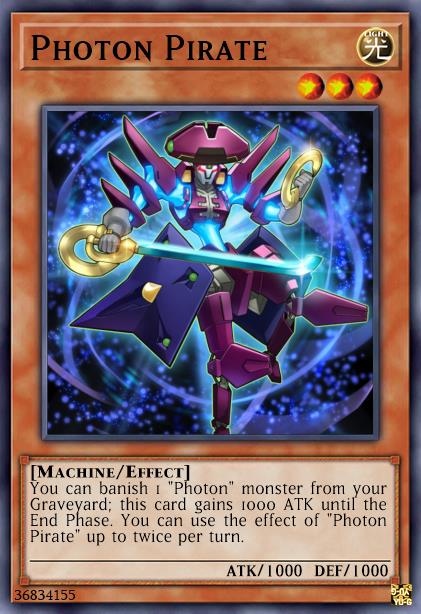 Photon Pirate
LIGHT
光
[Machine/Effect]
You can banish 1 "Photon" monster from your
Graveyard; this card gains 1000 ATK until the
End Phase. You can use the effect of "Photon
Pirate" up to twice per turn.
ATK/1000 DEF/1000
36834155